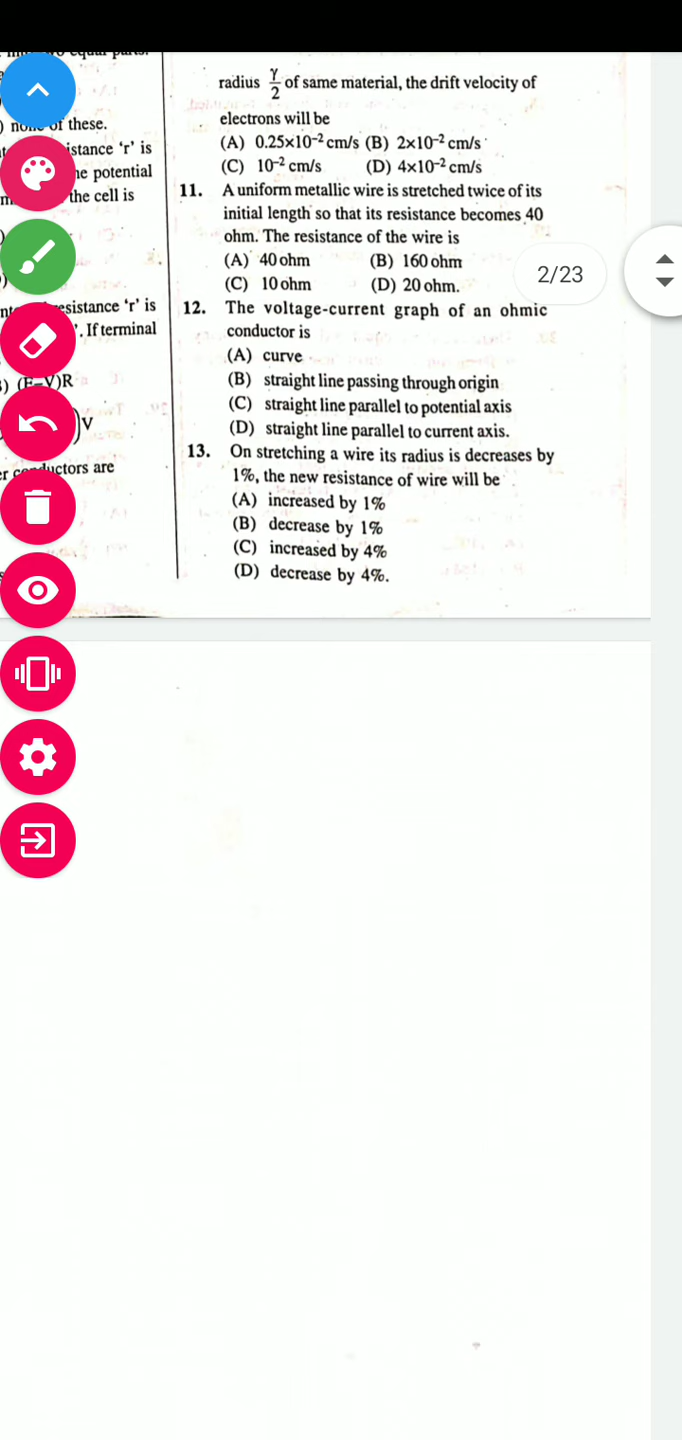 of these.
istance 'r' is
potential
the cell is
resistance 'r' is
. If terminal
(E–V)R
V
conductors are
radius γ/2 of same material, the drift velocity of
electrons will be
(A) 0.25×10⁻² cm/s (B) 2×10⁻² cm/s
(C) 10⁻² cm/s (D) 4×10⁻² cm/s
11. A uniform metallic wire is stretched twice of its
initial length so that its resistance becomes 40
ohm. The resistance of the wire is
(A) 40 ohm (B) 160 ohm
(C) 10 ohm (D) 20 ohm.
12. The voltage-current graph of an ohmic
conductor is
(A) curve
(B) straight line passing through origin
(C) straight line parallel to potential axis
(D) straight line parallel to current axis.
13. On stretching a wire its radius is decreases by
1%, the new resistance of wire will be
(A) increased by 1%
(B) decrease by 1%
(C) increased by 4%
(D) decrease by 4%.
2/23